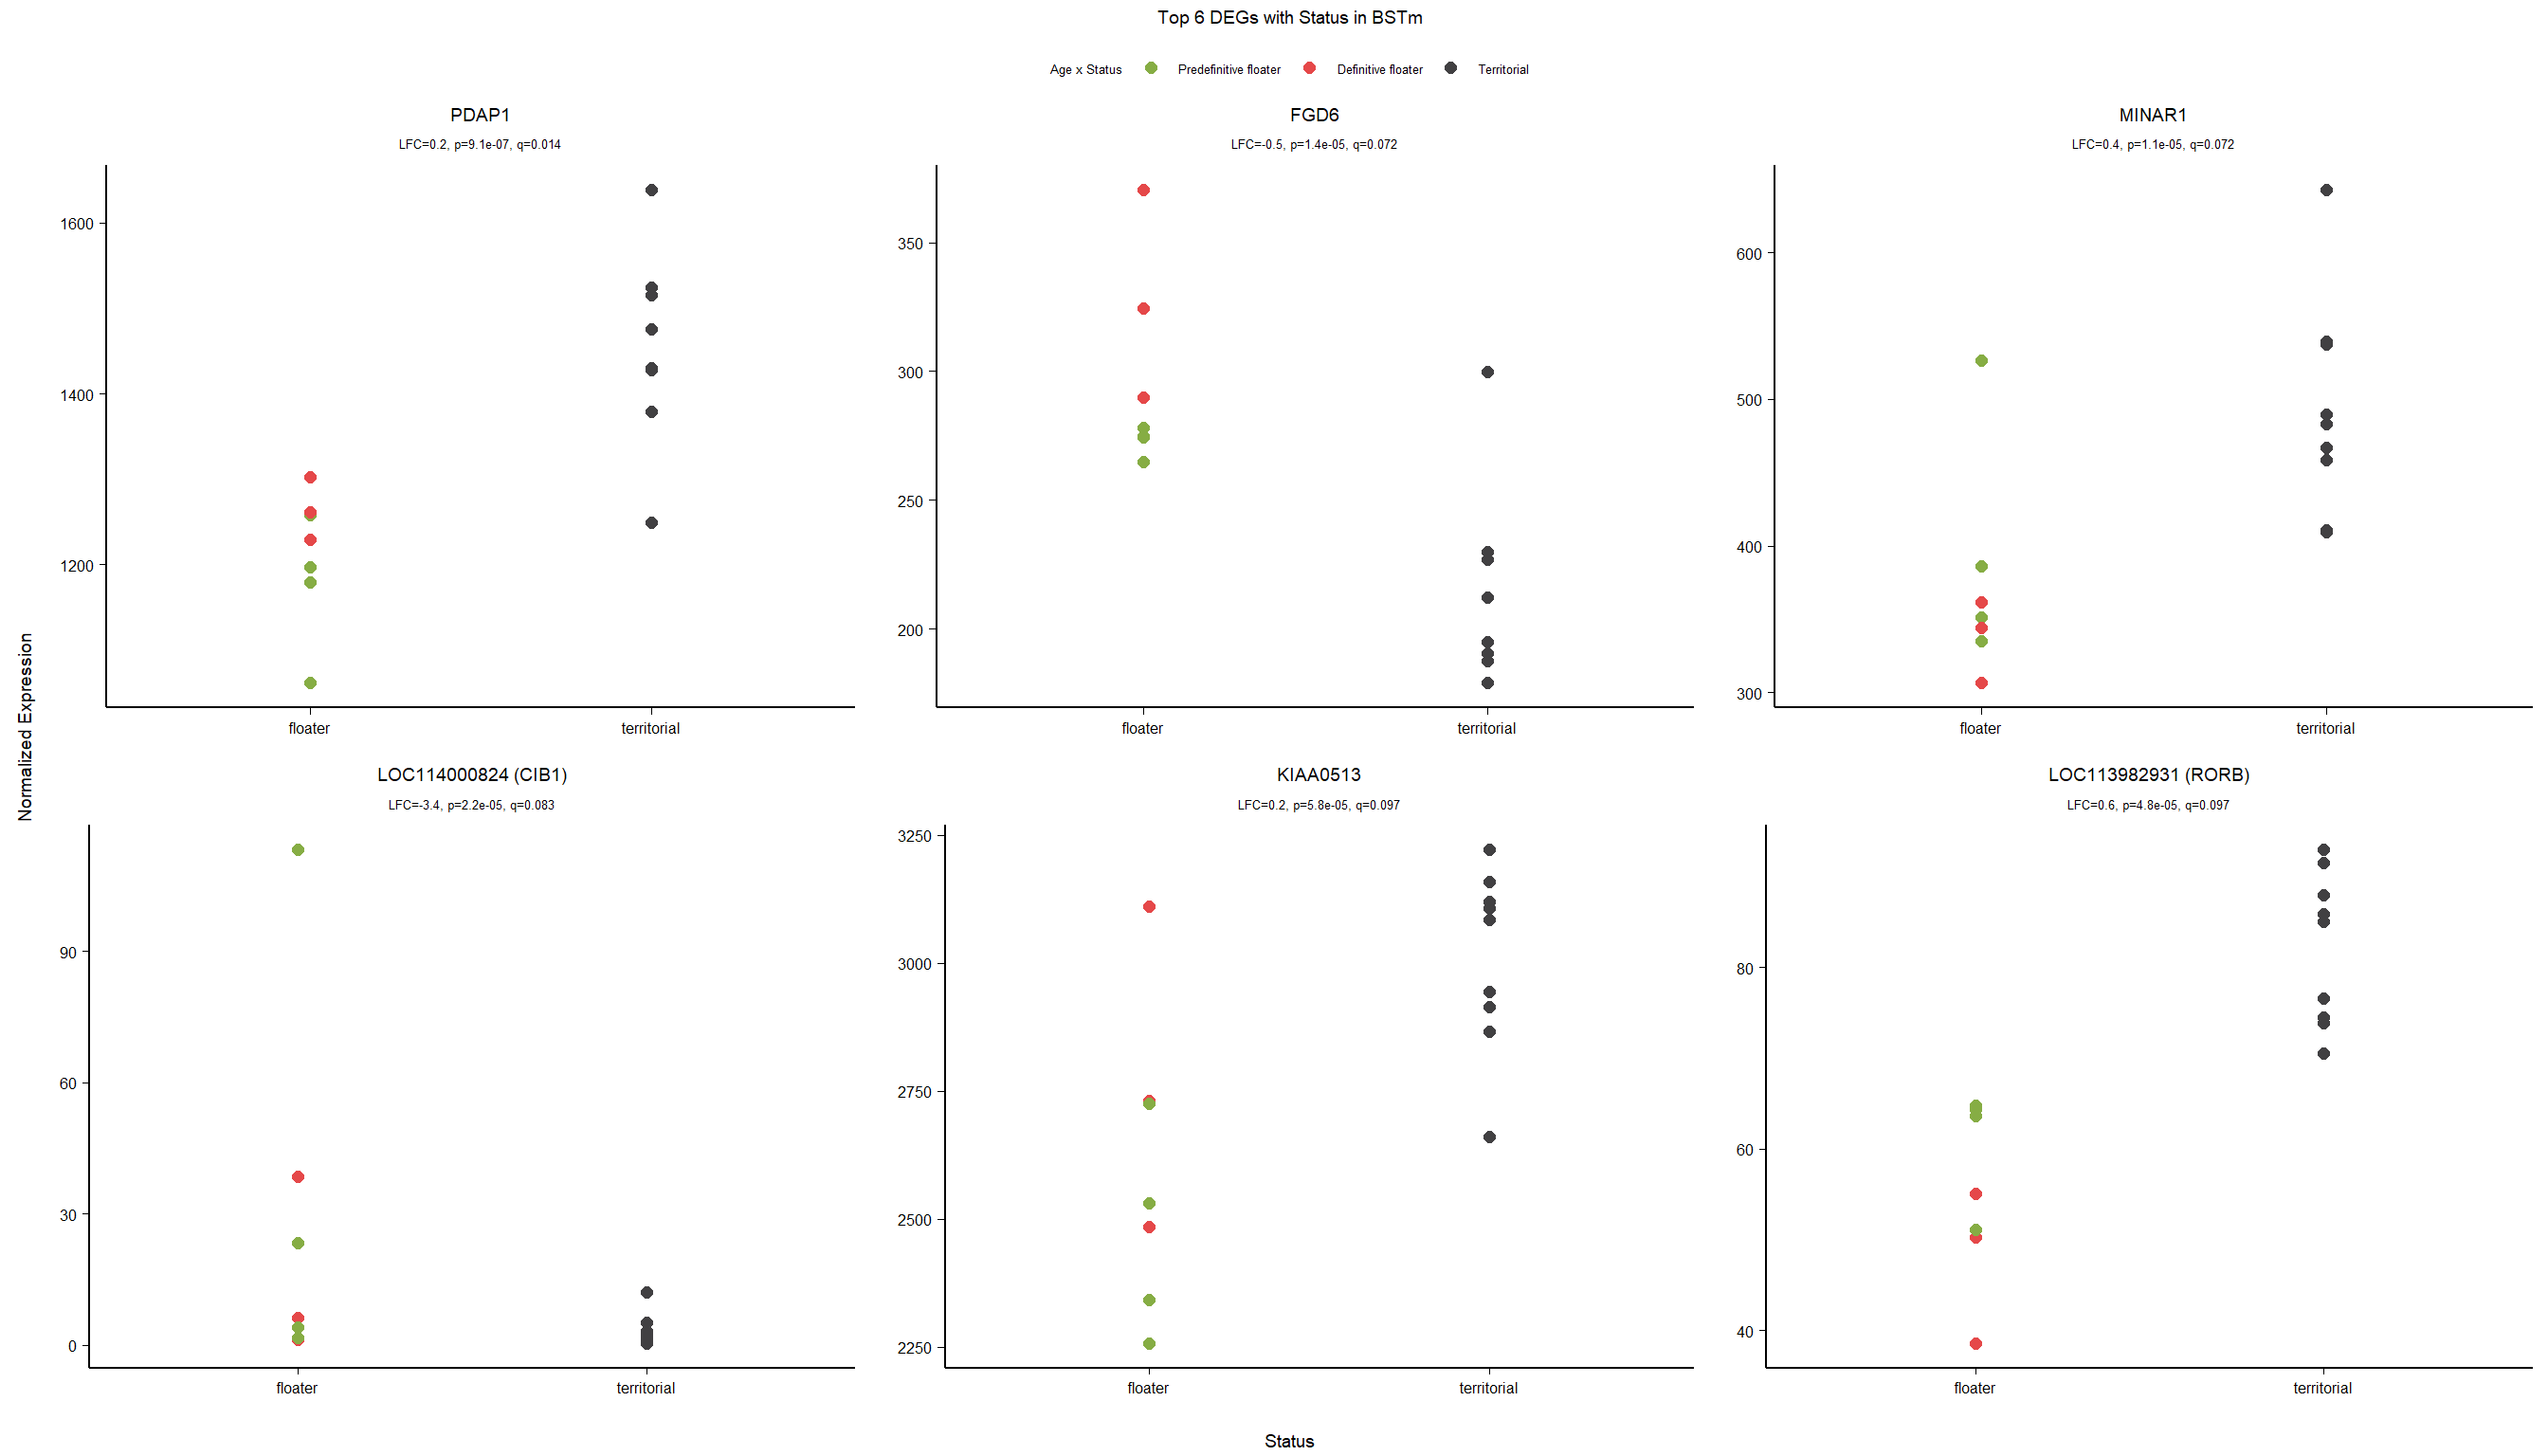 Top 6 DEGs with Status in BSTm
Age x Status Predefinitive floater Definitive floater Territorial
PDAP1
LFC=0.2, p=9.1e-07, q=0.014
1600
1400
1200
floater territorial
FGD6
LFC=-0.5, p=1.4e-05, q=0.072
350
300
250
200
floater territorial
MINAR1
LFC=0.4, p=1.1e-05, q=0.072
600
500
400
300
floater territorial
Normalized Expression
LOC114000824 (CIB1)
LFC=-3.4, p=2.2e-05, q=0.083
90
60
30
0
floater territorial
KIAA0513
LFC=0.2, p=5.8e-05, q=0.097
3250
3000
2750
2500
2250
floater territorial
LOC113982931 (RORB)
LFC=0.6, p=4.8e-05, q=0.097
80
60
40
floater territorial
Status